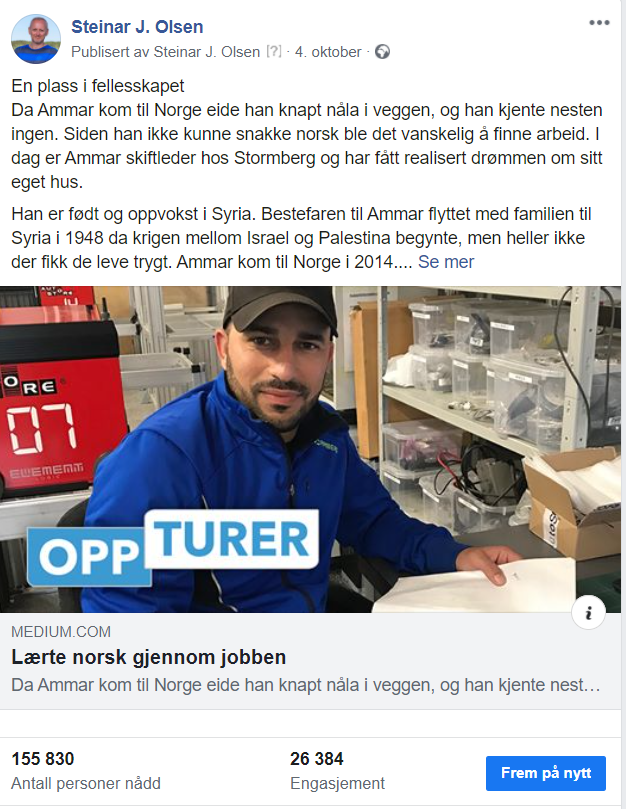 Steinar J. Olsen
Publisert av Steinar J. Olsen [?] · 4. oktober ·
En plass i fellesskapet
Da Ammar kom til Norge eide han knapt nåla i veggen, og han kjente nesten
ingen. Siden han ikke kunne snakke norsk ble det vanskelig å finne arbeid. I
dag er Ammar skiftleder hos Stormberg og har fått realisert drømmen om sitt
eget hus.
Han er født og oppvokst i Syria. Bestefaren til Ammar flyttet med familien til
Syria i 1948 da krigen mellom Israel og Palestina begynte, men heller ikke
der fikk de leve trygt. Ammar kom til Norge i 2014.... Se mer
ORE
07
ELEMENT
OPPTURER
i
MEDIUM.COM
Lærte norsk gjennom jobben
Da Ammar kom til Norge eide han knapt nåla i veggen, og han kjente nest…
155 830
Antall personer nådd
26 384
Engasjement
Frem på nytt